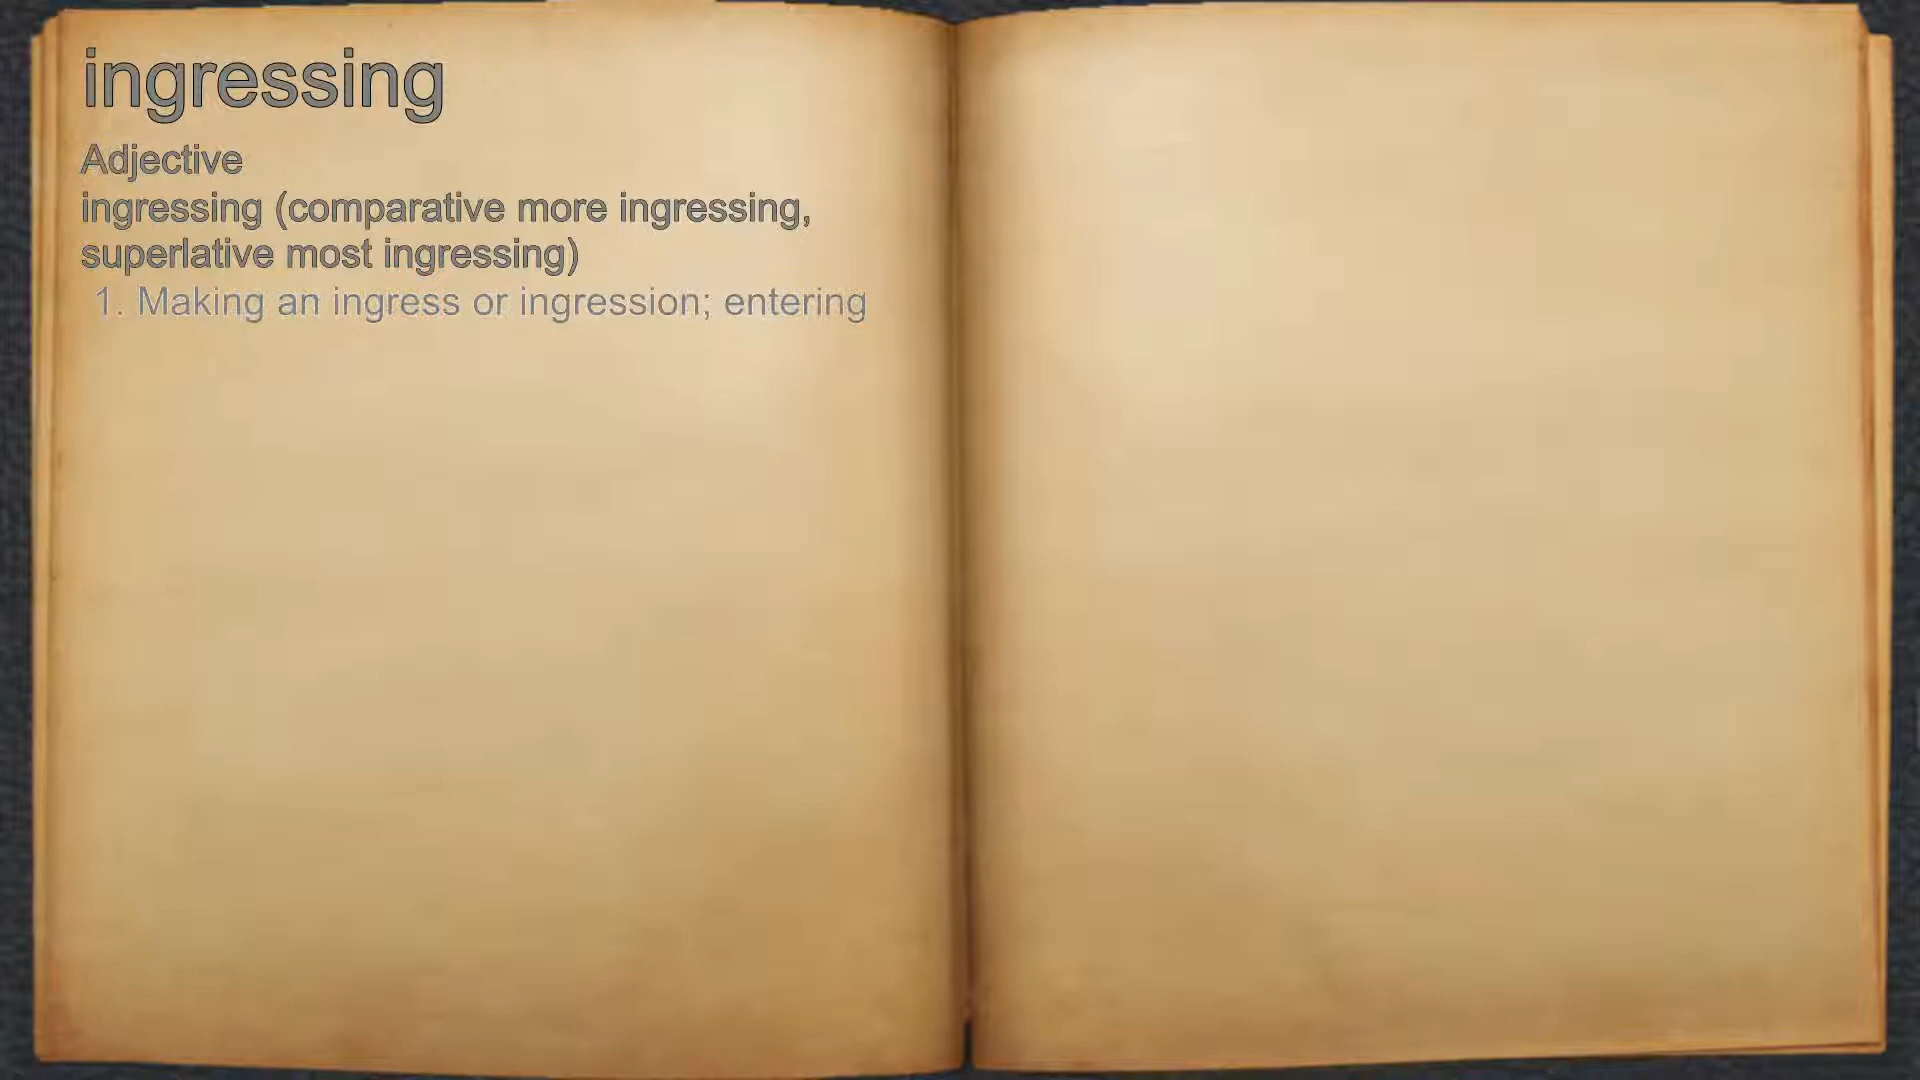 ingressing
Adjective
ingressing (comparative more ingressing,
superlative most ingressing)
1. Making an ingress or ingression; entering